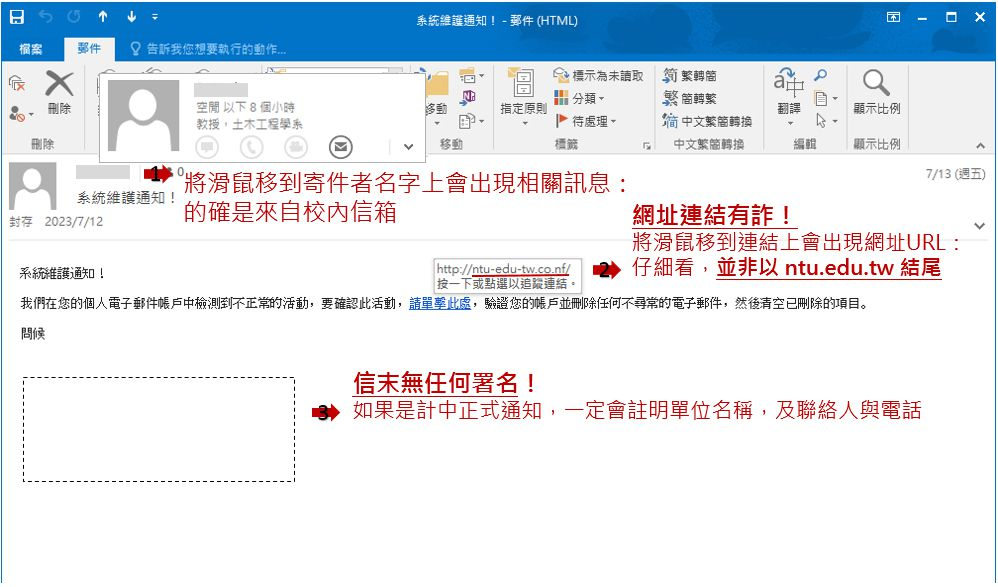 系統維護通知！ - 郵件 (HTML)
檔案
郵件
告訴我您想要執行的動作...
刪除
移動
指定原則
標示為未讀取
分類
待處理
繁轉簡
簡轉繁
中文繁簡轉換
翻譯
顯示比例
刪除
移動
標籤
中文繁簡轉換
編輯
顯示比例
空閒 以下 8 個小時
教授，土木工程學系
7/13 (週五)
系統維護通知！
封存 2023/7/12
1
將滑鼠移到寄件者名字上會出現相關訊息：
的確是來自校內信箱
網址連結有詐！
將滑鼠移到連結上會出現網址URL：
2
仔細看，並非以 ntu.edu.tw 結尾
http://ntu-edu-tw.co.nf/
按一下或點選以追蹤連結。
系統維護通知！
我們在您的個人電子郵件帳戶中檢測到不正常的活動，要確認此活動，請單擊此處，驗證您的帳戶並刪除任何不尋常的電子郵件，然後清空已刪除的項目。
問候
信末無任何署名！
3
如果是計中正式通知，一定會註明單位名稱，及聯絡人與電話